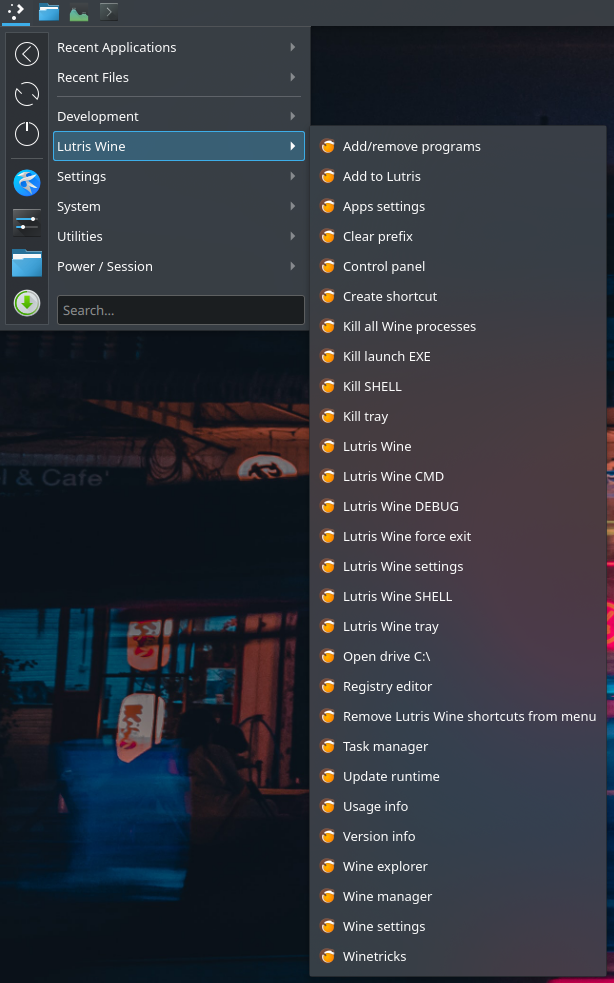 Recent Applications
Recent Files
Development
Lutris Wine
Settings
System
Utilities
Power / Session
Search...
Add/remove programs
Add to Lutris
Apps settings
Clear prefix
Control panel
Create shortcut
Kill all Wine processes
Kill launch EXE
Kill SHELL
Kill tray
Lutris Wine
Lutris Wine CMD
Lutris Wine DEBUG
Lutris Wine force exit
Lutris Wine settings
Lutris Wine SHELL
Lutris Wine tray
Open drive C:\
Registry editor
Remove Lutris Wine shortcuts from menu
Task manager
Update runtime
Usage info
Version info
Wine explorer
Wine manager
Wine settings
Winetricks
l & Cafe'